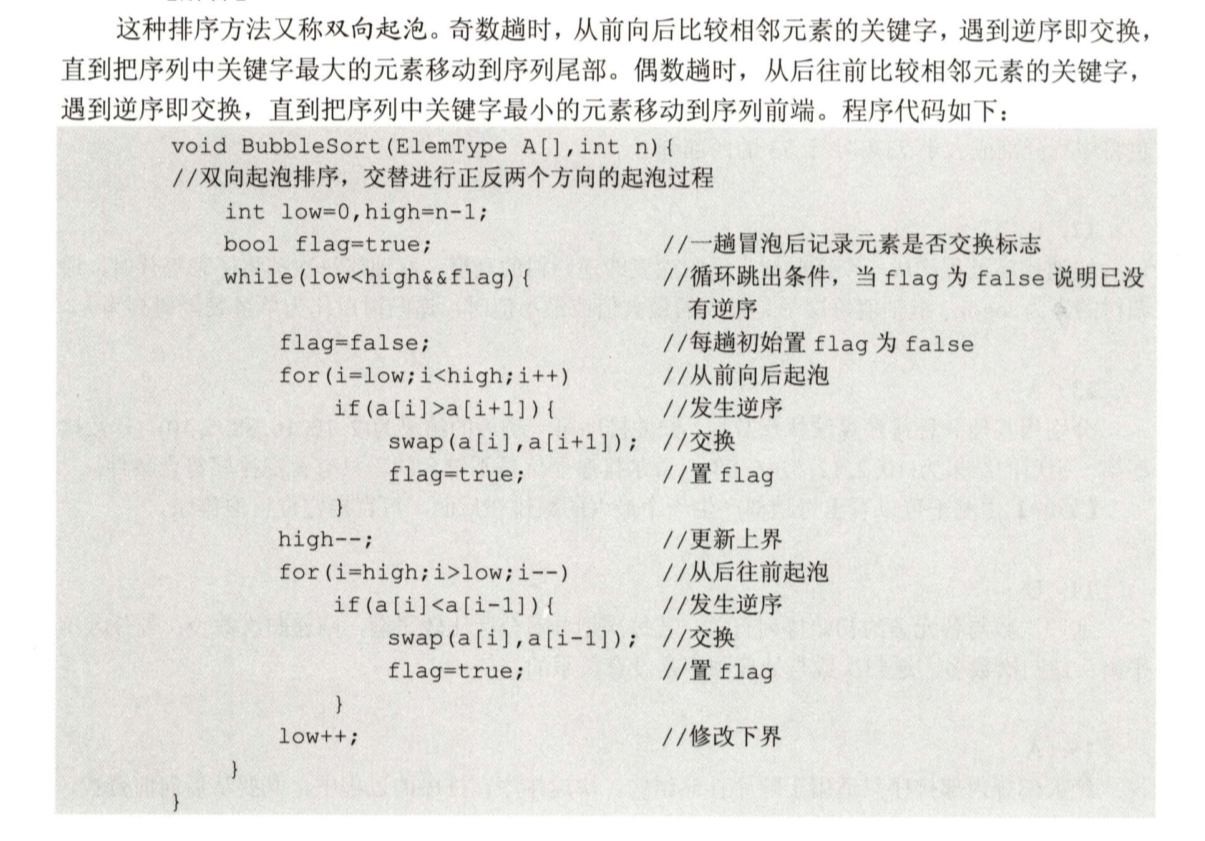 这种排序方法又称双向起泡。奇数趟时，从前向后比较相邻元素的关键字，遇到逆序即交换，
直到把序列中关键字最大的元素移动到序列尾部。偶数趟时，从后往前比较相邻元素的关键字，
遇到逆序即交换，直到把序列中关键字最小的元素移动到序列前端。程序代码如下：
void BubbleSort(ElemType A[],int n){
//双向起泡排序，交替进行正反两个方向的起泡过程
int low=0,high=n-1;
bool flag=true; //一趟冒泡后记录元素是否交换标志
while(low<high&&flag){ //循环跳出条件，当 flag 为 false 说明已没
有逆序
flag=false; //每趟初始置 flag 为 false
for(i=low;i<high;i++) //从前向后起泡
if(a[i]>a[i+1]){ //发生逆序
swap(a[i],a[i+1]); //交换
flag=true; //置 flag
}
high--; //更新上界
for(i=high;i>low;i--) //从后往前起泡
if(a[i]<a[i-1]){ //发生逆序
swap(a[i],a[i-1]); //交换
flag=true; //置 flag
}
low++; //修改下界
}
}